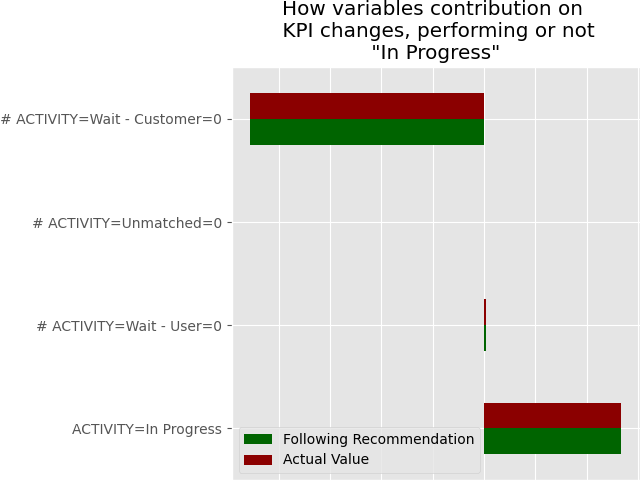 How variables contribution on
KPI changes, performing or not
"In Progress"
# ACTIVITY=Wait - Customer=0
# ACTIVITY=Unmatched=0
# ACTIVITY=Wait - User=0
ACTIVITY=In Progress
Following Recommendation
Actual Value